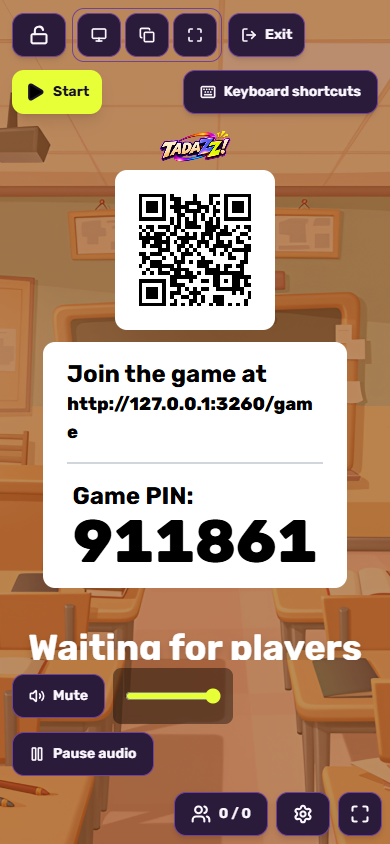 Exit
Start
Keyboard shortcuts
TADAZZ!
Join the game at
http://127.0.0.1:3260/gam
e
Game PIN:
911861
Waiting for players
Mute
Pause audio
0 / 0